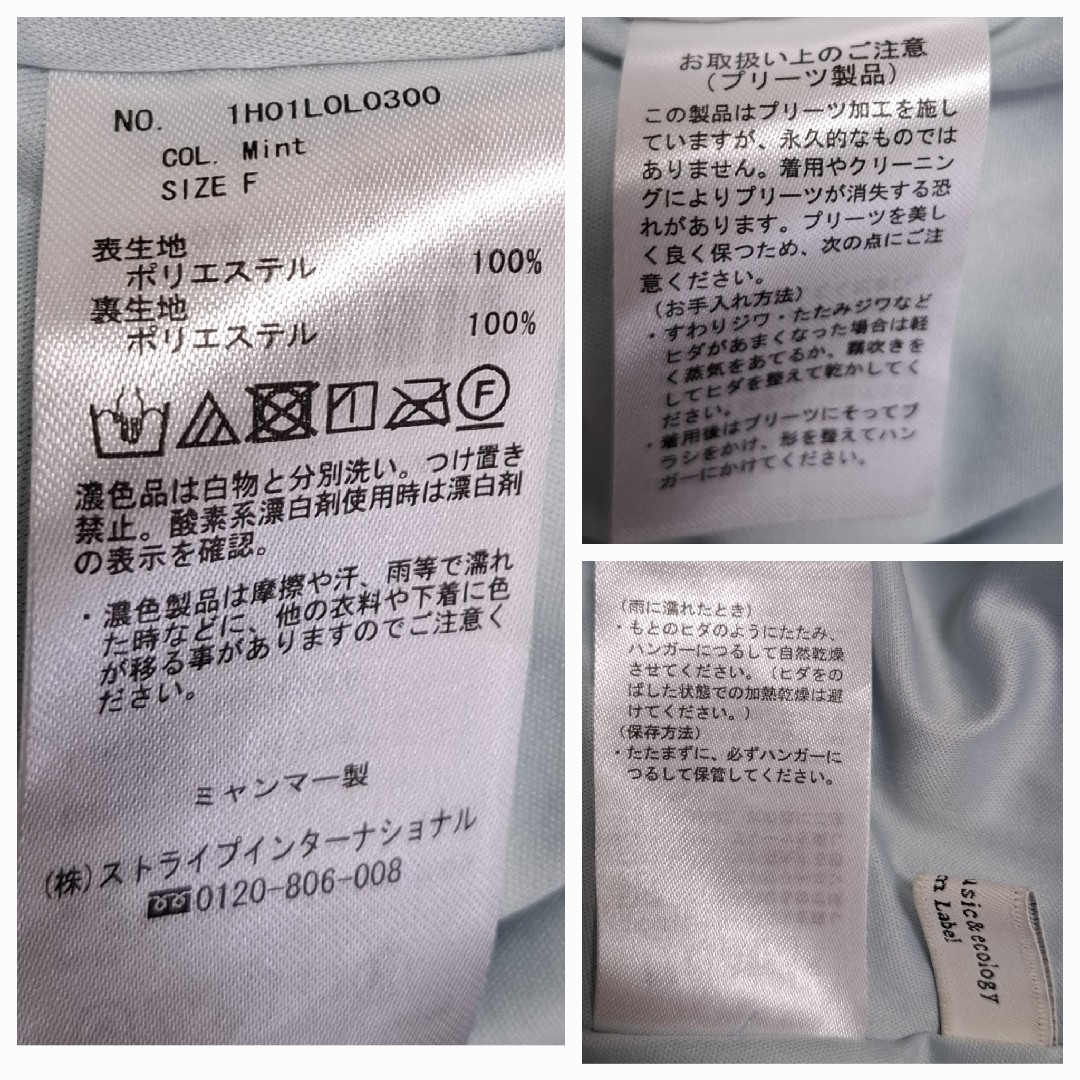 NO. 1H01L0L0300
COL. Mint
SIZE F
表生地
ポリエステル 100%
裏生地
ポリエステル 100%
F
濃色品は白物と分別洗い。つけ置き
禁止。酸素系漂白剤使用時は漂白剤
の表示を確認。
・濃色製品は摩擦や汗、雨等で濡れ
た時などに、他の衣料や下着に色
が移る事がありますのでご注意く
ださい。
ミャンマー製
(株)ストライプインターナショナル
0120-806-008
お取扱い上のご注意
(プリーツ製品)
この製品はプリーツ加工を施し
ていますが、永久的なものでは
ありません。着用やクリーニン
グによりプリーツが消失する恐
れがあります。プリーツを美し
く良く保つため、次の点にご注
意ください。
(お手入れ方法)
・すわりジワ・たたみジワなど
ヒダがあまくなった場合は軽
く蒸気をあてるか、霧吹きを
してヒダを整えて乾かしてく
ださい。
・着用後はプリーツにそってブ
ラシをかけ、形を整えてハン
ガーにかけてください。
(雨に濡れたとき)
・もとのヒダのようにたたみ、
ハンガーにつるして自然乾燥
させてください。(ヒダをの
ばした状態での加熱乾燥は避
けてください。)
(保存方法)
・たたまずに、必ずハンガーに
つるして保管してください。
sic&ecology
Label